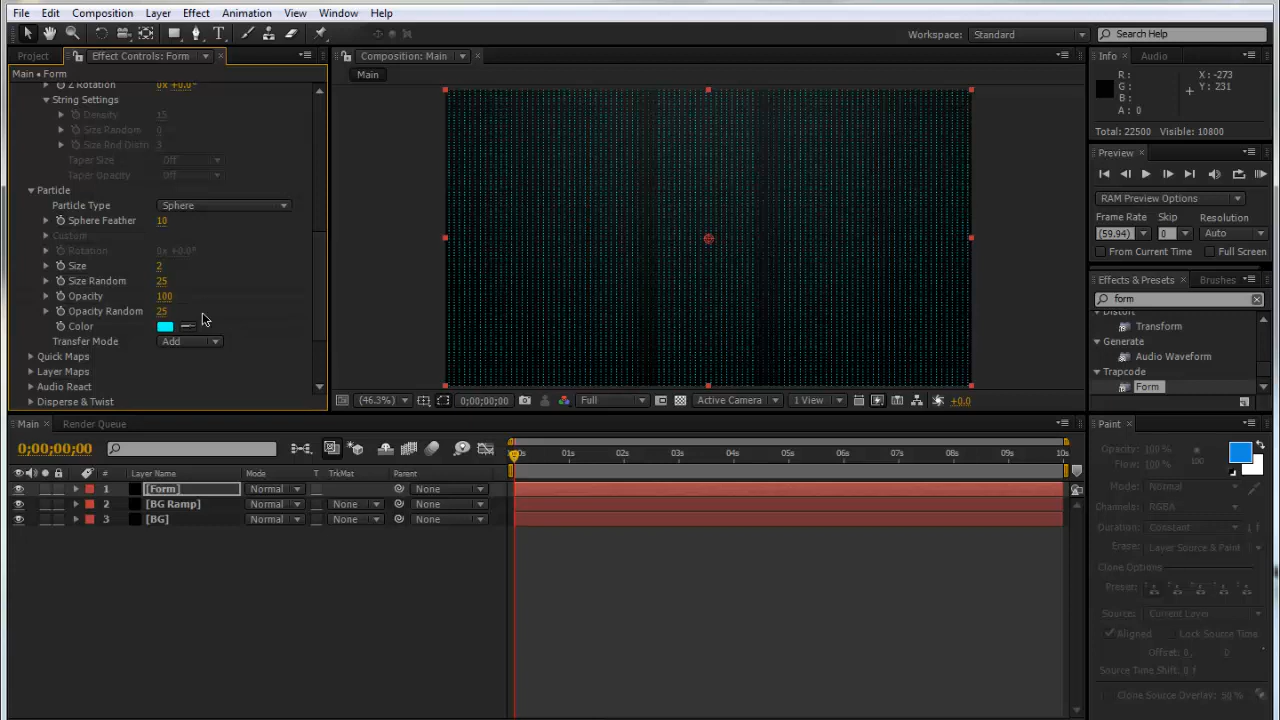 File Edit Composition Layer Effect Animation View Window Help
Workspace: Standard Search Help
Project Effect Controls: Form Composition: Main Info Audio
Main • Form Main
Z Rotation 0x +0.0°
String Settings
Density 15
Size Random 0
Size Rnd Distri 3
Taper Size Off
Taper Opacity Off
Particle
Particle Type Sphere
Sphere Feather 10
Custom
Rotation 0x +0.0°
Size 2
Size Random 25
Opacity 100
Opacity Random 25
Color
Transfer Mode Add
Quick Maps
Layer Maps
Audio React
Disperse & Twist
(46.3%) 0;00;00;00 Full Active Camera 1 View +0.0
R: X: -273
G: Y: 231
B:
A: 0
Total: 22500 Visible: 10800
Preview
RAM Preview Options
Frame Rate Skip Resolution
(59.94) 0 Auto
From Current Time Full Screen
Effects & Presets Brushes
form
Distort
Transform
Generate
Audio Waveform
Trapcode
Form
Main Render Queue
0;00;00;00
# Layer Name Mode T TrkMat Parent
1 [Form] Normal None
2 [BG Ramp] Normal None None
3 [BG] Normal None None
01s 02s 03s 04s 05s 06s 07s 08s 09s 10s
Paint
Opacity: 100 %
Flow: 100 % 100
Mode: Normal
Channels: RGBA
Duration: Constant
Erase: Layer Source & Paint
Clone Options
Preset:
Source: Current Layer
Aligned Lock Source Time
Offset: 0, 0
Source Time Shift: 0 f
Clone Source Overlay: 50 %